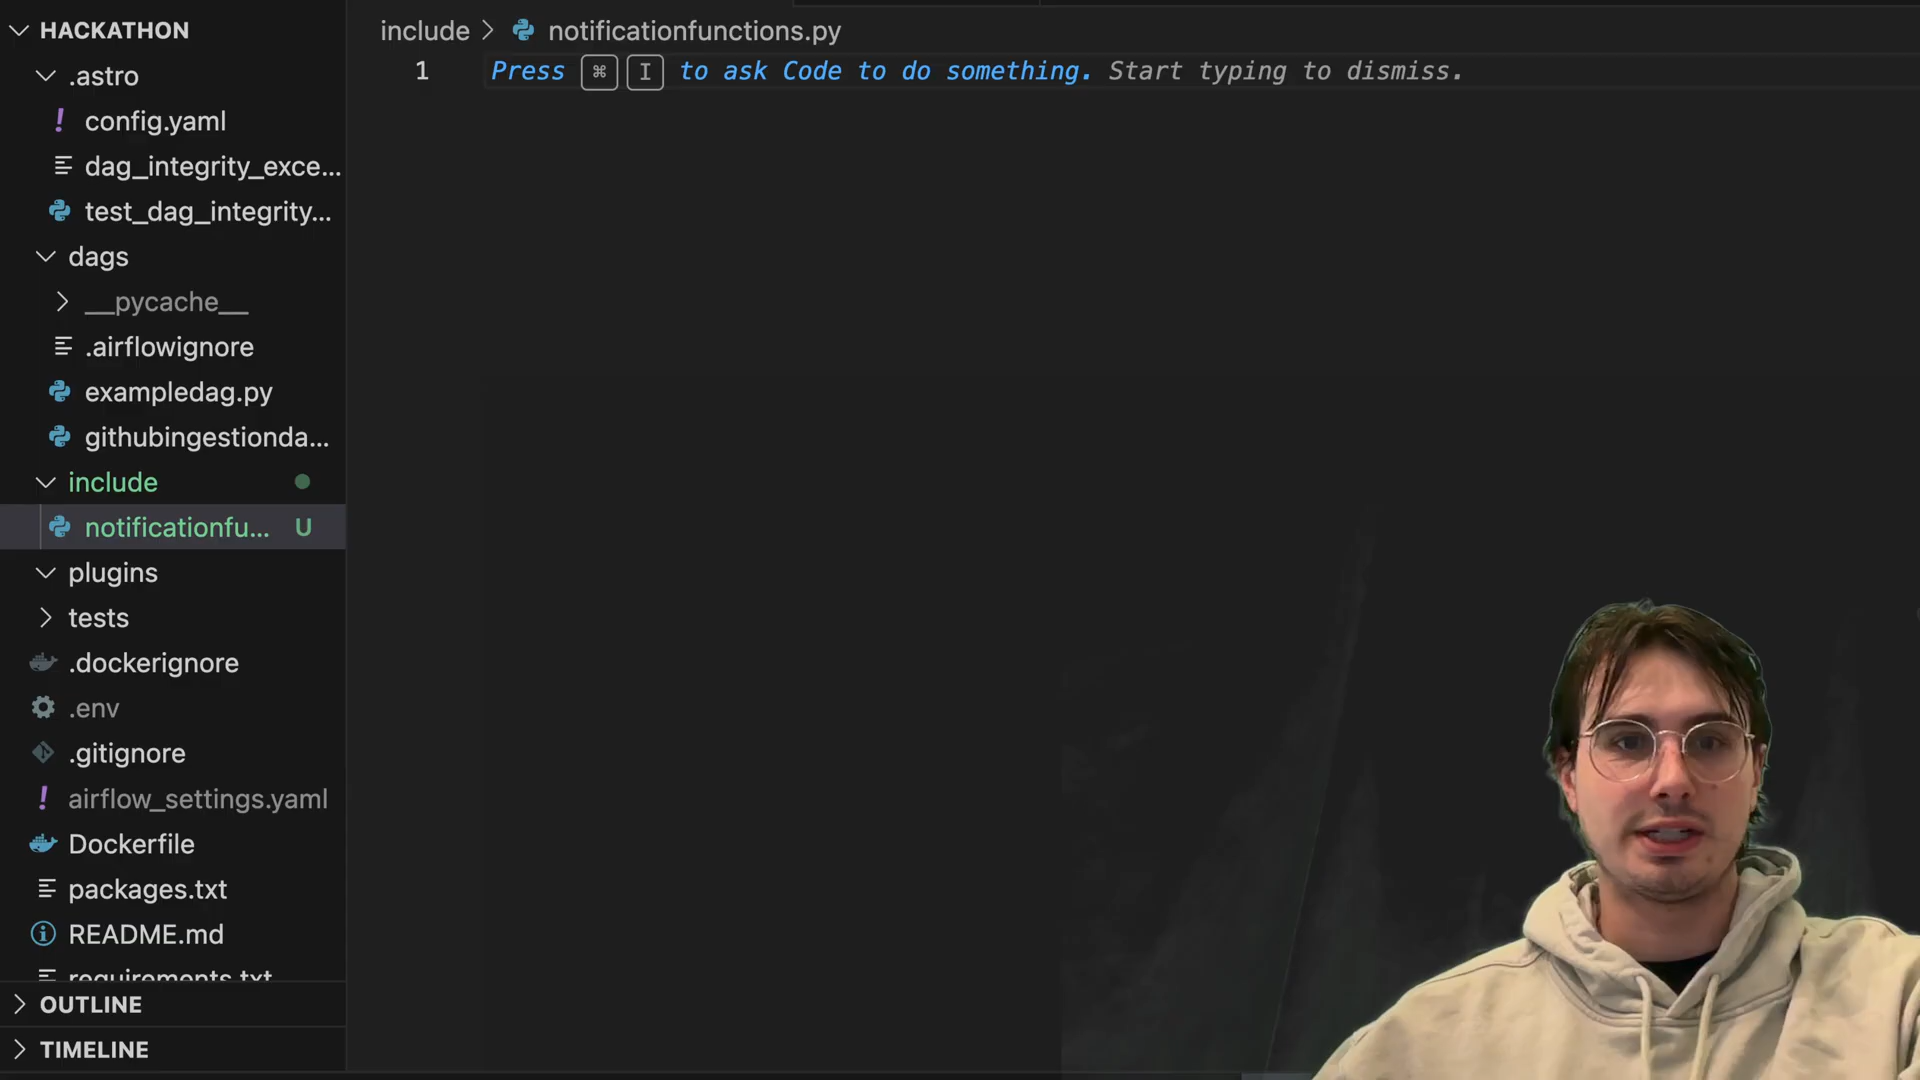 HACKATHON
.astro
config.yaml
dag_integrity_exce...
test_dag_integrity...
dags
__pycache__
.airflowignore
exampledag.py
githubingestionda...
include
notificationfu... U
plugins
tests
.dockerignore
.env
.gitignore
airflow_settings.yaml
Dockerfile
packages.txt
README.md
requirements.txt
OUTLINE
TIMELINE
include > notificationfunctions.py
1 Press ⌘ I to ask Code to do something. Start typing to dismiss.